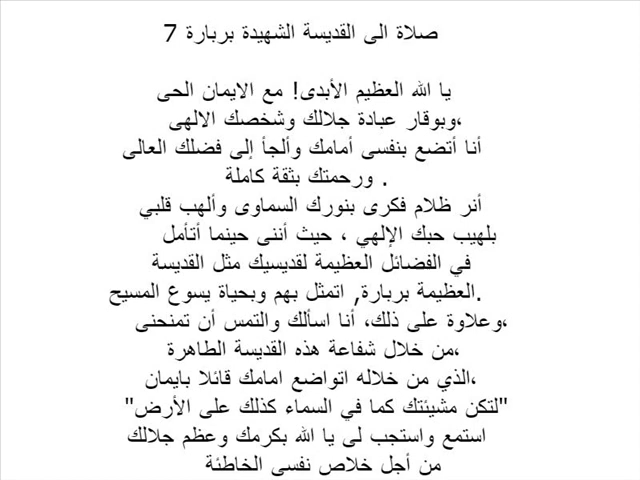 صلاة الى القديسة الشهيدة بربارة 7
يا الله العظيم الأبدى! مع الايمان الحى
وبوقار عبادة جلالك وشخصك الالهى،
أنا أتضع بنفسى أمامك وألجأ إلى فضلك العالى
ورحمتك بثقة كاملة .
أنر ظلام فكرى بنورك السماوى وألهب قلبي
بلهيب حبك الإلهي ، حيث أننى حينما أتأمل
في الفضائل العظيمة لقديسيك مثل القديسة
العظيمة بربارة, اتمثل بهم وبحياة يسوع المسيح.
وعلاوة على ذلك، أنا اسألك والتمس أن تمنحنى،
من خلال شفاعة هذه القديسة الطاهرة،
الذي من خلاله اتواضع امامك قائلا بايمان،
"لتكن مشيئتك كما في السماء كذلك على الأرض"
استمع واستجب لى يا الله بكرمك وعظم جلالك
من أجل خلاص نفسى الخاطئة